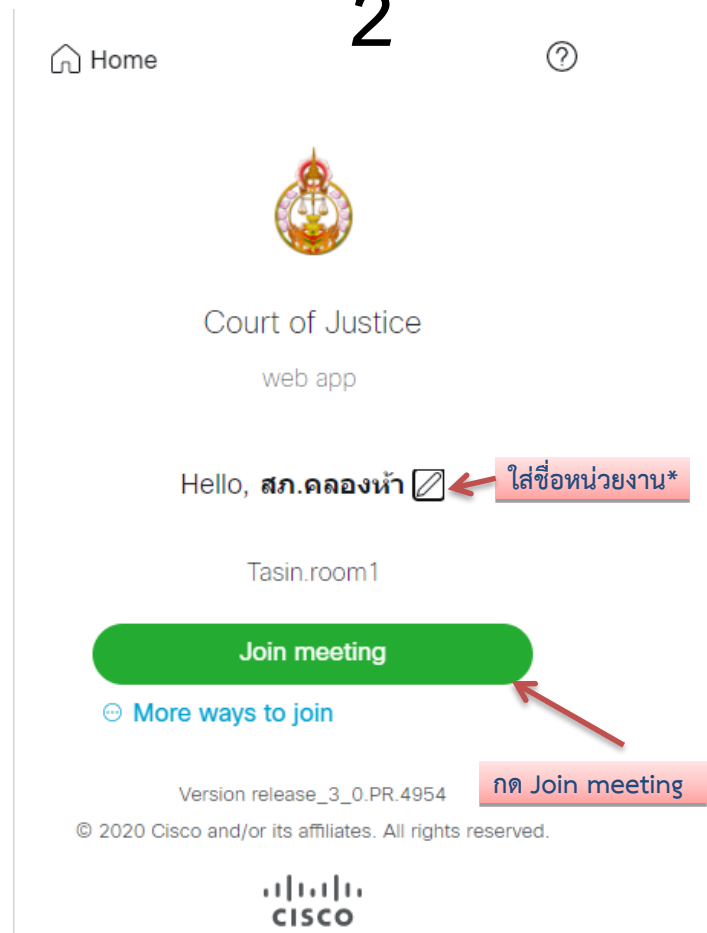 2
Home
Court of Justice
web app
Hello, สภ.คลองห้า
ใส่ชื่อหน่วยงาน*
Tasin.room1
Join meeting
More ways to join
กด Join meeting
Version release_3_0.PR.4954
© 2020 Cisco and/or its affiliates. All rights reserved.
CISCO